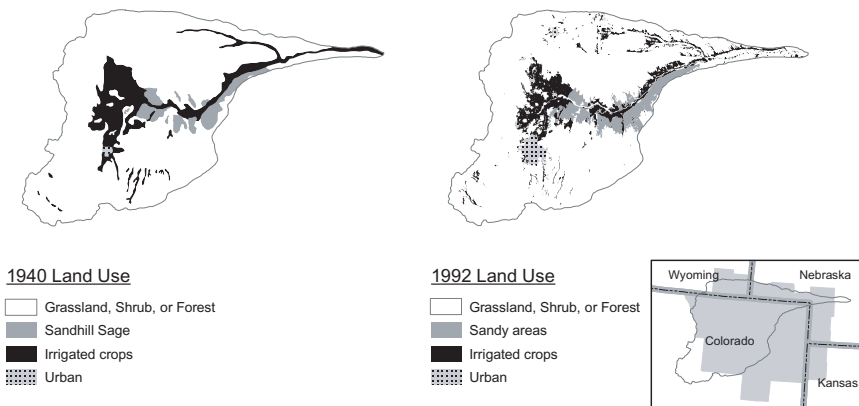 1940 Land Use
Grassland, Shrub, or Forest
Sandhill Sage
Irrigated crops
Urban
1992 Land Use
Grassland, Shrub, or Forest
Sandy areas
Irrigated crops
Urban
Wyoming
Nebraska
Colorado
Kansas